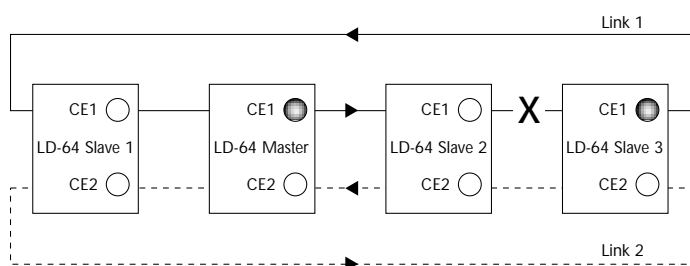 Link 1
CE1 CE1 CE1 X CE1
LD-64 Slave 1 LD-64 Master LD-64 Slave 2 LD-64 Slave 3
CE2 CE2 CE2 CE2
Link 2